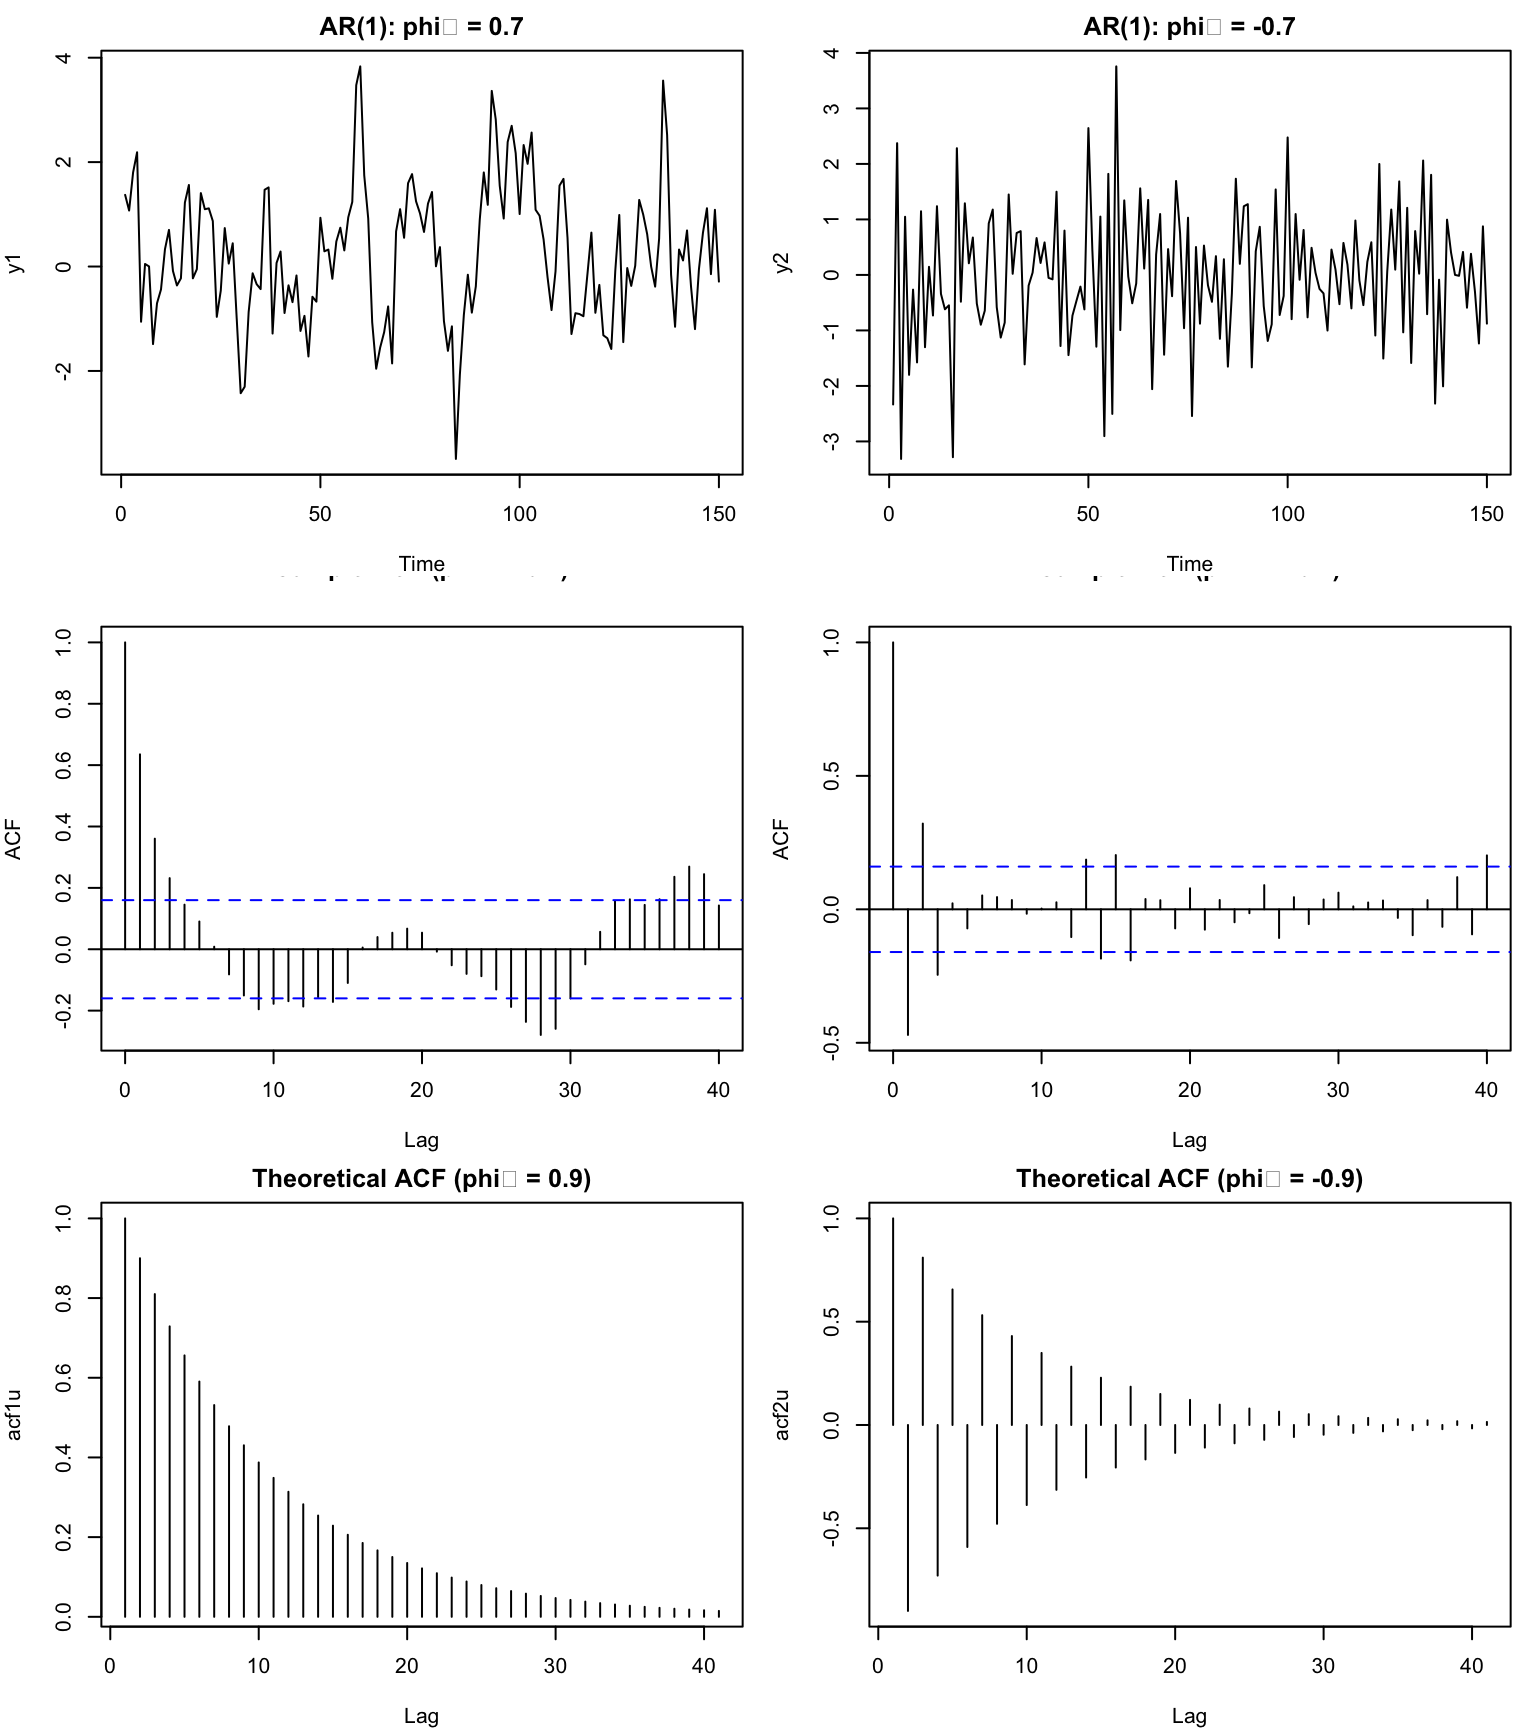 AR(1): phi□ = 0.7
AR(1): phi□ = -0.7
y1
4
2
0
-2
0 50 100 150
Time
y2
4
3
2
1
0
-1
-2
-3
0 50 100 150
Time
ACF
1.0
0.8
0.6
0.4
0.2
0.0
-0.2
0 10 20 30 40
Lag
ACF
1.0
0.5
0.0
-0.5
0 10 20 30 40
Lag
Theoretical ACF (phi□ = 0.9)
Theoretical ACF (phi□ = -0.9)
acf1u
1.0
0.8
0.6
0.4
0.2
0.0
0 10 20 30 40
Lag
acf2u
1.0
0.5
0.0
-0.5
0 10 20 30 40
Lag